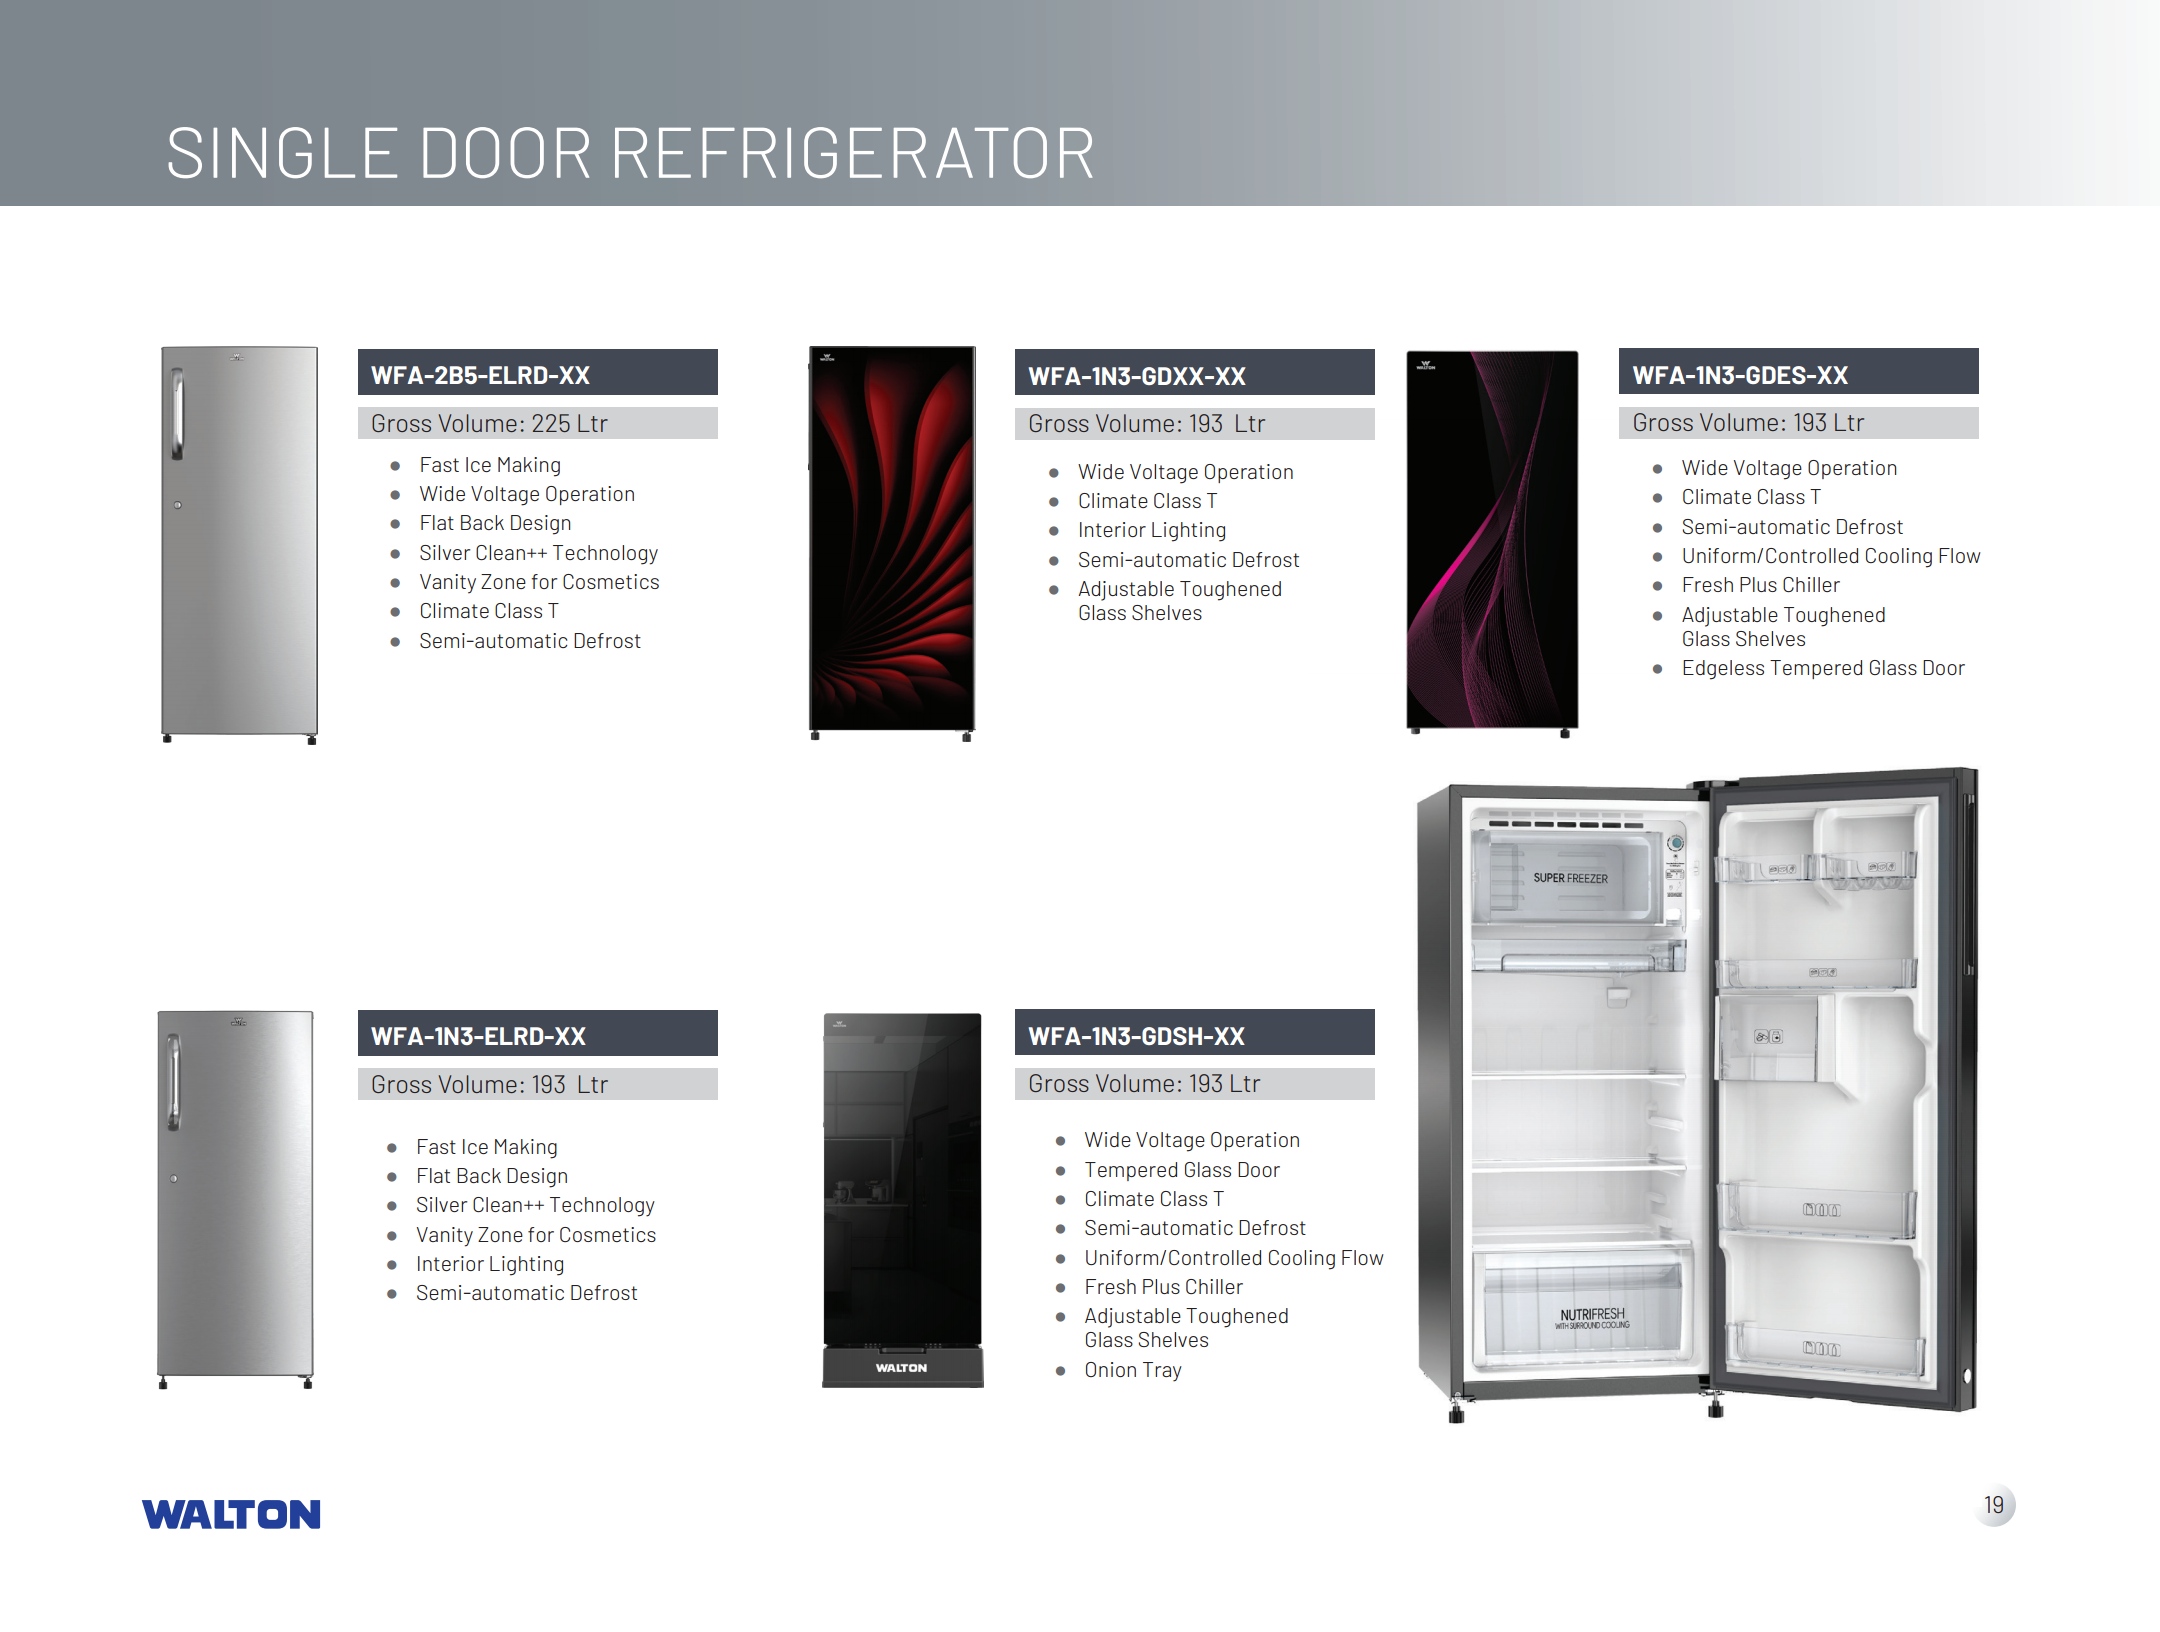 SINGLE DOOR REFRIGERATOR
WALTON
WFA-2B5-ELRD-XX
Gross Volume: 225 Ltr
Fast Ice Making
Wide Voltage Operation
Flat Back Design
Silver Clean++ Technology
Vanity Zone for Cosmetics
Climate Class T
Semi-automatic Defrost
WALTON
WFA-1N3-GDXX-XX
Gross Volume: 193 Ltr
Wide Voltage Operation
Climate Class T
Interior Lighting
Semi-automatic Defrost
Adjustable Toughened
Glass Shelves
WALTON
WFA-1N3-GDES-XX
Gross Volume: 193 Ltr
Wide Voltage Operation
Climate Class T
Semi-automatic Defrost
Uniform/Controlled Cooling Flow
Fresh Plus Chiller
Adjustable Toughened
Glass Shelves
Edgeless Tempered Glass Door
WALTON
WFA-1N3-ELRD-XX
Gross Volume: 193 Ltr
Fast Ice Making
Flat Back Design
Silver Clean++ Technology
Vanity Zone for Cosmetics
Interior Lighting
Semi-automatic Defrost
WALTON
WALTON
WFA-1N3-GDSH-XX
Gross Volume: 193 Ltr
Wide Voltage Operation
Tempered Glass Door
Climate Class T
Semi-automatic Defrost
Uniform/Controlled Cooling Flow
Fresh Plus Chiller
Adjustable Toughened
Glass Shelves
Onion Tray
SUPER FREEZER
NUTRIFRESH
WITH SURROUND COOLING
WALTON
19